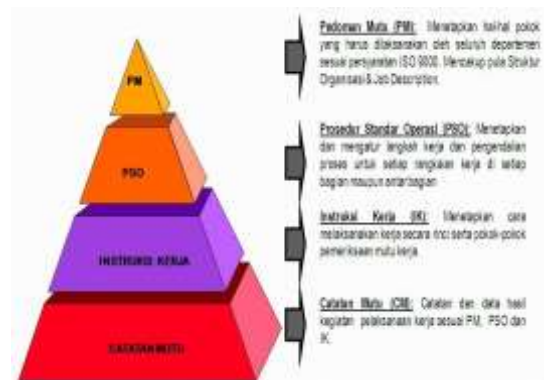 PM
PSO
INSTRUKSI KERJA
CATATAN MUTU
Pedoman Mutu (PM): Menetapkan hal-hal pokok
yang harus dilaksanakan oleh seluruh departemen
sesuai persyaratan ISO 9000. Mencakup pula Struktur
Organisasi & Job Description.
Prosedur Standar Operasi (PSO): Menetapkan
dan mengatur langkah kerja dan pengendalian
proses untuk setiap rangkaian kerja di setiap
bagian maupun antar bagian
Instruksi Kerja (IK): Menetapkan cara
melaksanakan kerja secara rinci serta pokok-pokok
pemeriksaan mutu kerja.
Catatan Mutu (CM): Catatan dan data hasil
kegiatan pelaksanaan kerja sesuai PM, PSO dan
IK.